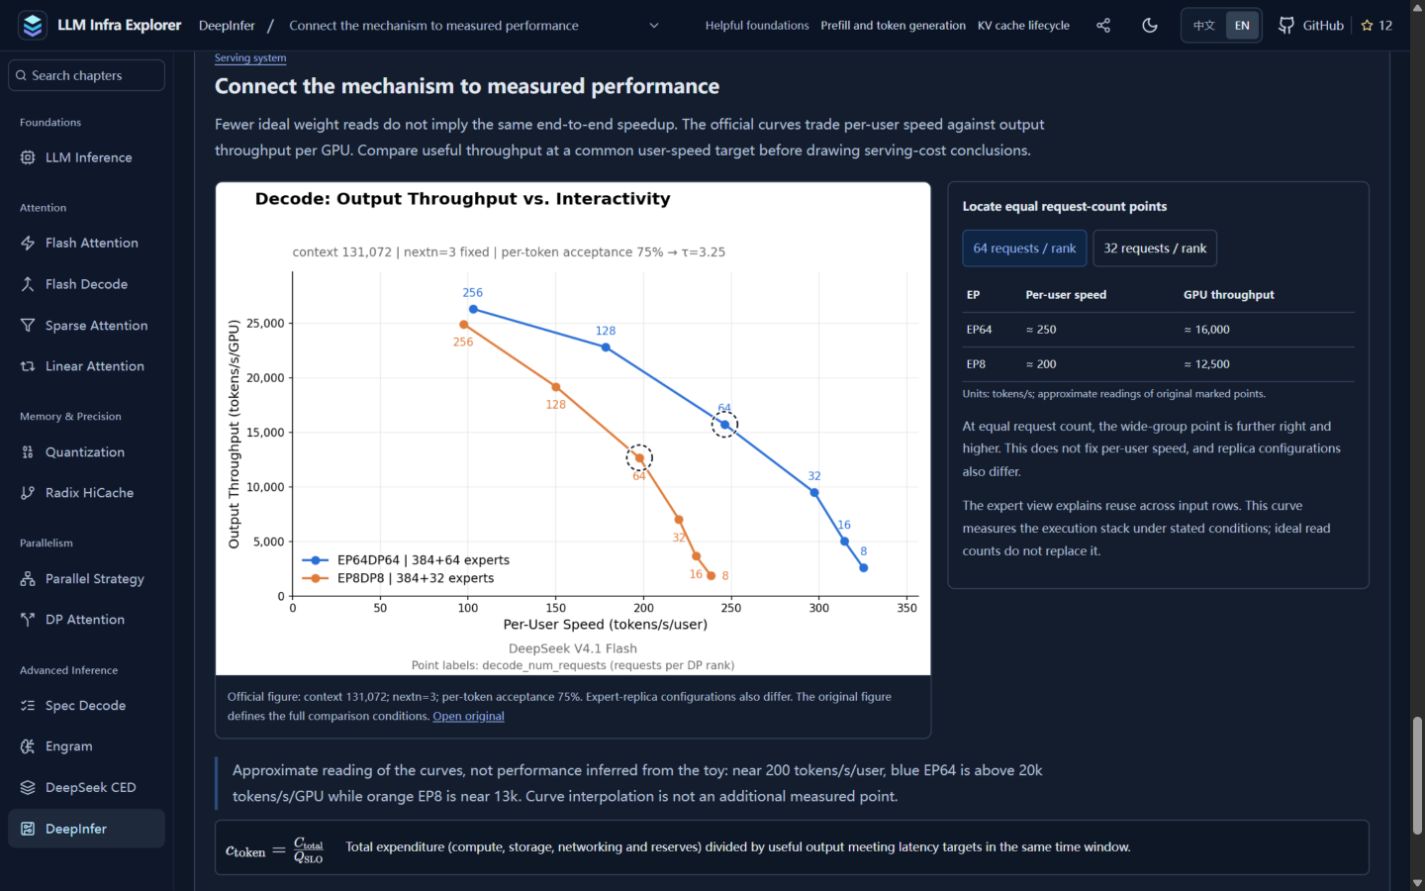 LLM Infra Explorer
DeepInfer / Connect the mechanism to measured performance
Helpful foundations Prefill and token generation KV cache lifecycle
中文 EN
GitHub 12
Search chapters
Foundations
LLM Inference
Attention
Flash Attention
Flash Decode
Sparse Attention
Linear Attention
Memory & Precision
Quantization
Radix HiCache
Parallelism
Parallel Strategy
DP Attention
Advanced Inference
Spec Decode
Engram
DeepSeek CED
DeepInfer
Serving system
Connect the mechanism to measured performance
Fewer ideal weight reads do not imply the same end-to-end speedup. The official curves trade per-user speed against output
throughput per GPU. Compare useful throughput at a common user-speed target before drawing serving-cost conclusions.
Decode: Output Throughput vs. Interactivity
context 131,072 | nextn=3 fixed | per-token acceptance 75% → τ=3.25
Output Throughput (tokens/s/GPU)
25,000
20,000
15,000
10,000
5,000
0
256
128
64
32
16
8
256
128
64
32
16
8
EP64DP64 | 384+64 experts
EP8DP8 | 384+32 experts
0 50 100 150 200 250 300 350
Per-User Speed (tokens/s/user)
DeepSeek V4.1 Flash
Point labels: decode_num_requests (requests per DP rank)
Official figure: context 131,072; nextn=3; per-token acceptance 75%. Expert-replica configurations also differ. The original figure
defines the full comparison conditions. Open original
Locate equal request-count points
64 requests / rank 32 requests / rank
EP Per-user speed GPU throughput
EP64 ≈ 250 ≈ 16,000
EP8 ≈ 200 ≈ 12,500
Units: tokens/s; approximate readings of original marked points.
At equal request count, the wide-group point is further right and
higher. This does not fix per-user speed, and replica configurations
also differ.
The expert view explains reuse across input rows. This curve
measures the execution stack under stated conditions; ideal read
counts do not replace it.
Approximate reading of the curves, not performance inferred from the toy: near 200 tokens/s/user, blue EP64 is above 20k
tokens/s/GPU while orange EP8 is near 13k. Curve interpolation is not an additional measured point.
c_token = C_total / Q_SLO Total expenditure (compute, storage, networking and reserves) divided by useful output meeting latency targets in the same time window.